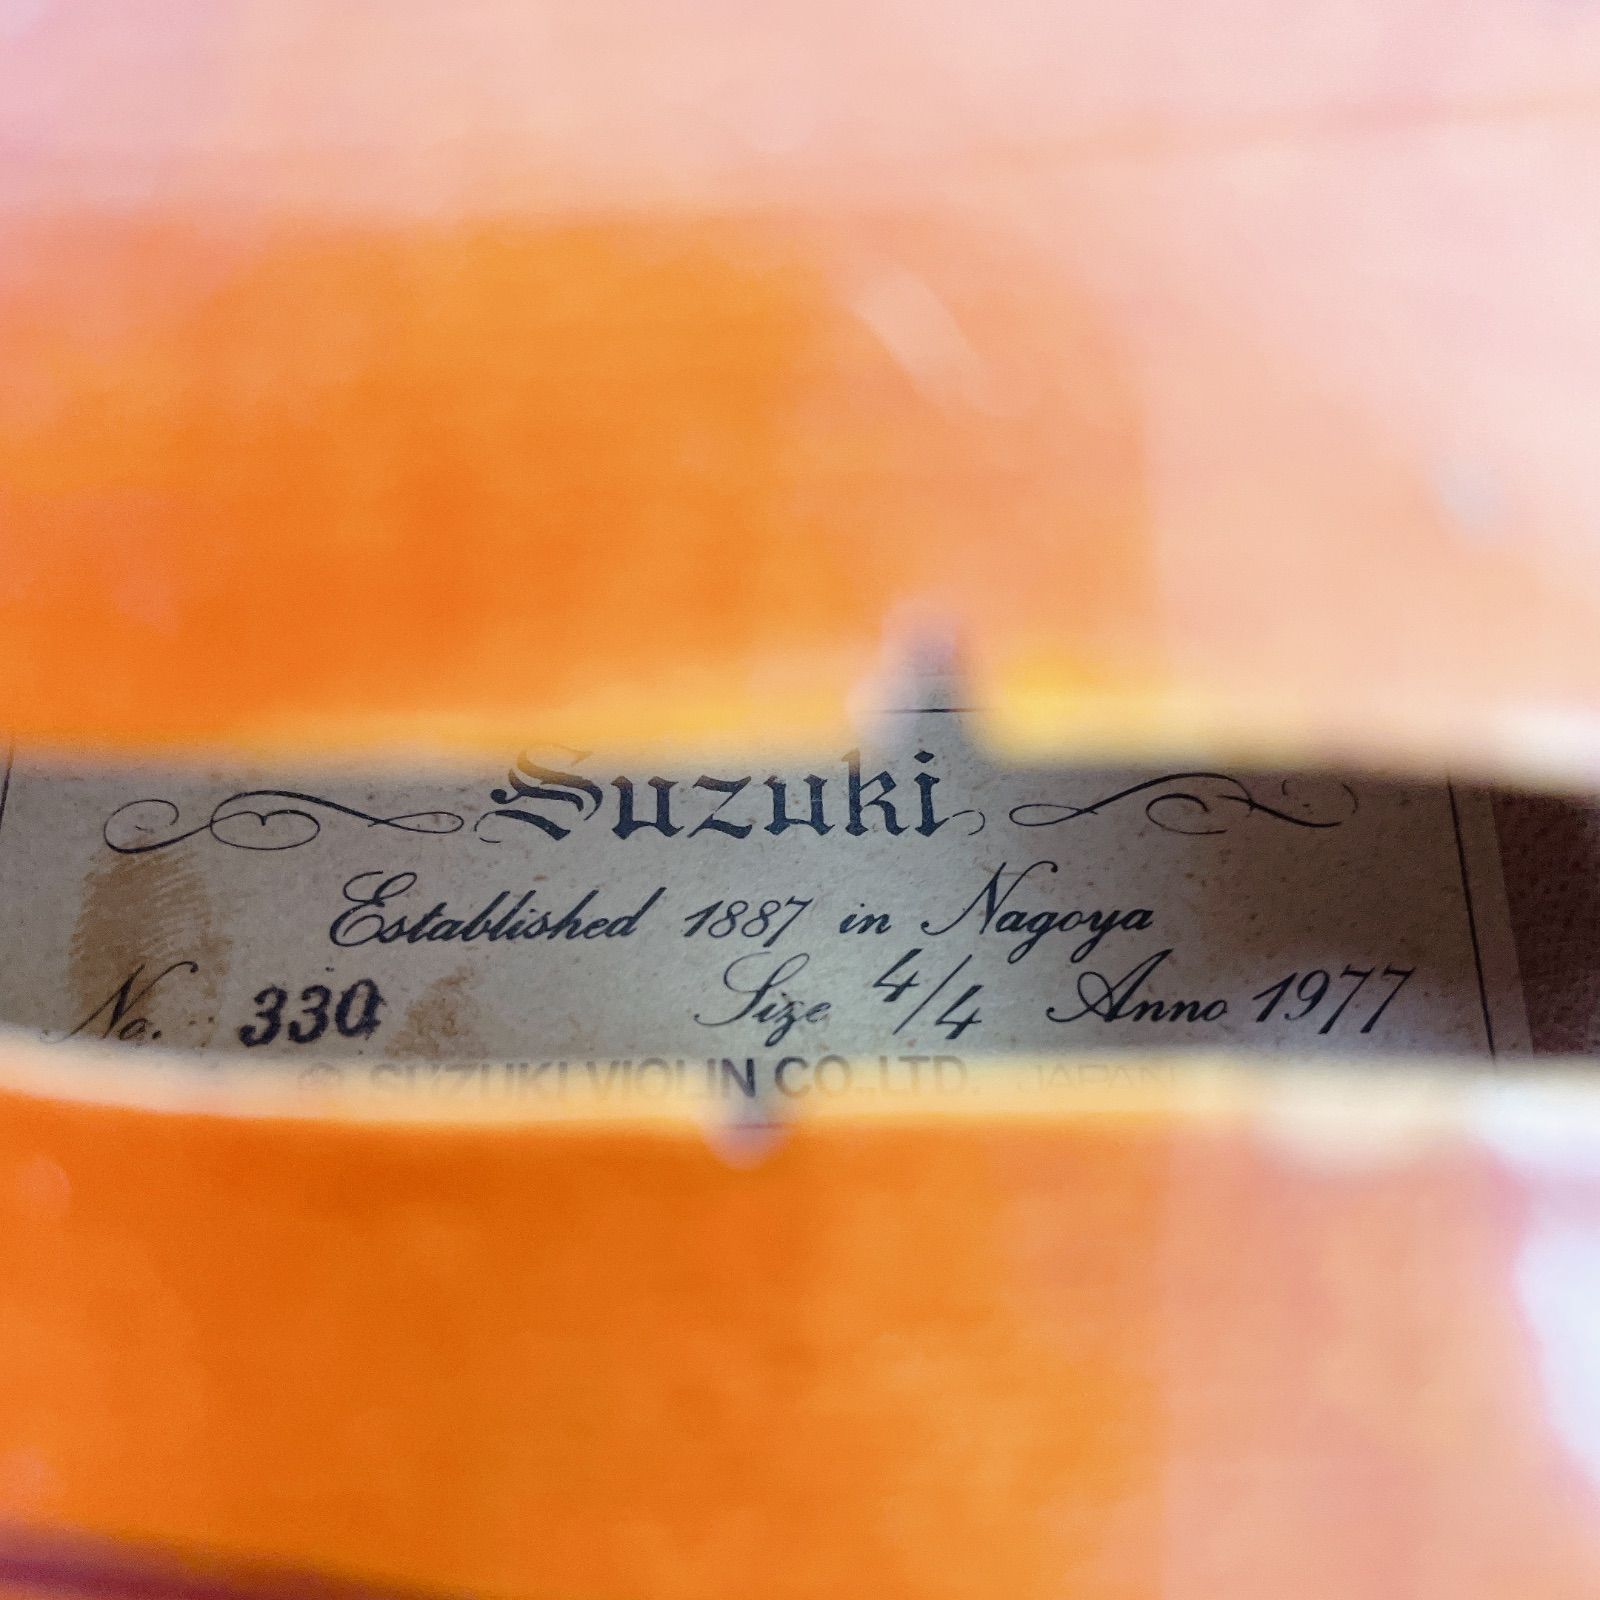 Suzuki
Established 1887 in Nagoya
No. 330 Size 4/4 Anno 1977
© SUZUKI VIOLIN CO.,LTD. JAPAN